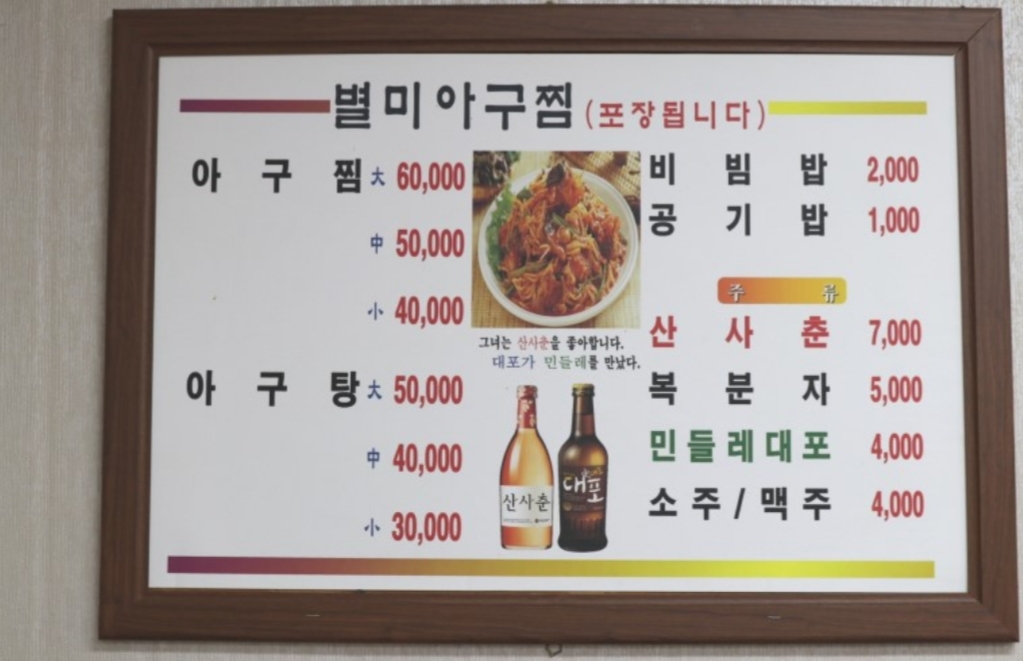 별미아구찜 (포장됩니다)
아 구 찜 大 60,000
中 50,000
小 40,000
아 구 탕 大 50,000
中 40,000
小 30,000
그녀는 산사춘을 좋아합니다.
대포가 민들레를 만났다.
산사춘
대포
비 빔 밥 2,000
공 기 밥 1,000
주 류
산 사 춘 7,000
복 분 자 5,000
민들레대포 4,000
소주/맥주 4,000